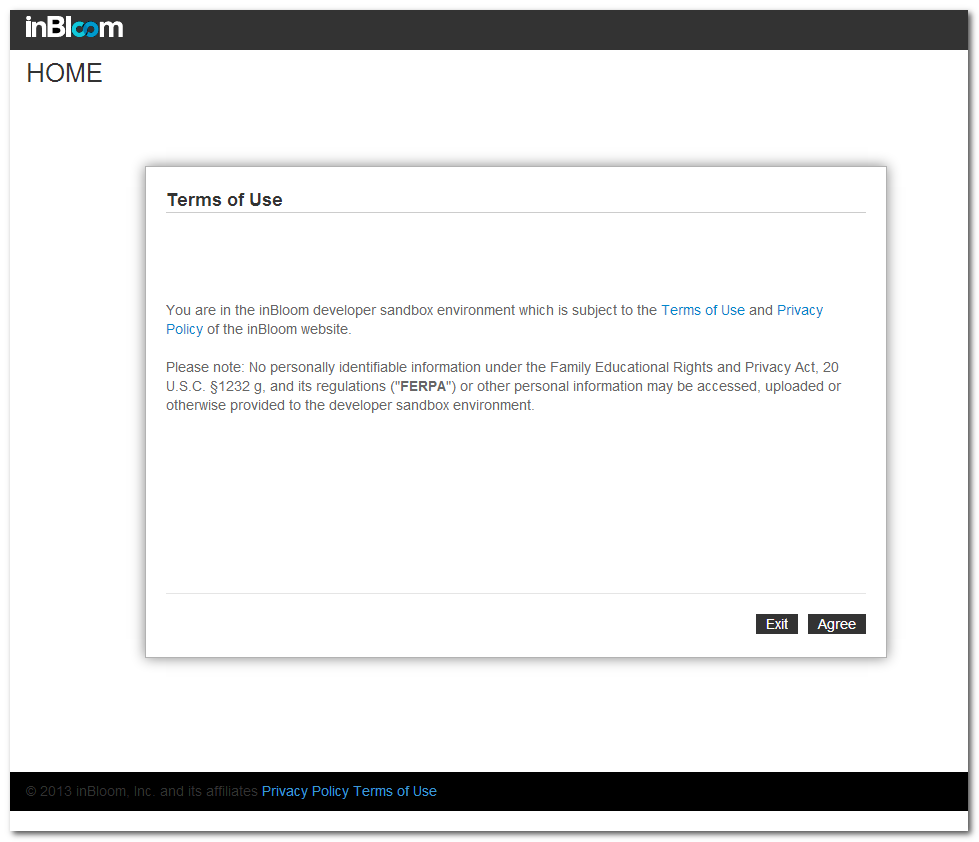 inBloom
HOME
Terms of Use
You are in the inBloom developer sandbox environment which is subject to the Terms of Use and Privacy
Policy of the inBloom website.
Please note: No personally identifiable information under the Family Educational Rights and Privacy Act, 20
U.S.C. §1232 g, and its regulations ("FERPA") or other personal information may be accessed, uploaded or
otherwise provided to the developer sandbox environment.
Exit Agree
© 2013 inBloom, Inc. and its affiliates Privacy Policy Terms of Use